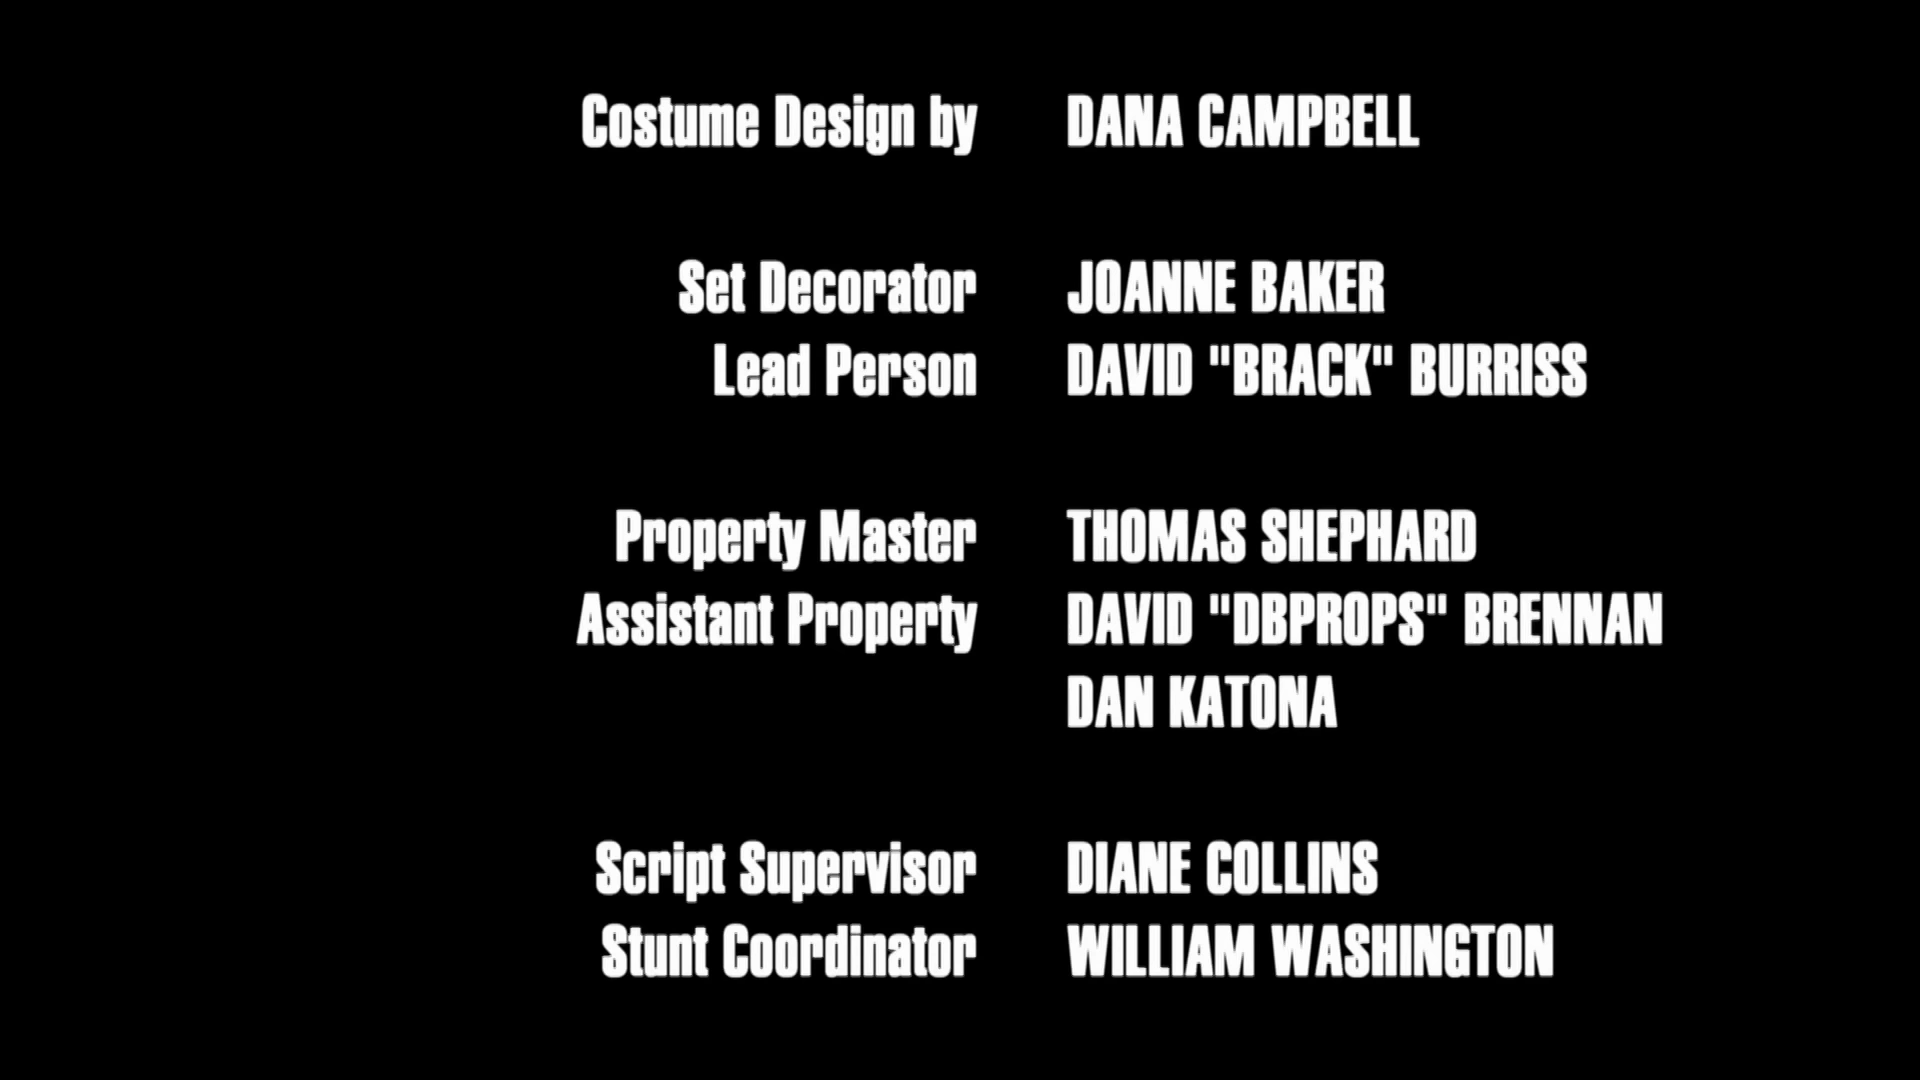 Costume Design by DANA CAMPBELL
Set Decorator JOANNE BAKER
Lead Person DAVID "BRACK" BURRISS
Property Master THOMAS SHEPHARD
Assistant Property DAVID "DBPROPS" BRENNAN
DAN KATONA
Script Supervisor DIANE COLLINS
Stunt Coordinator WILLIAM WASHINGTON